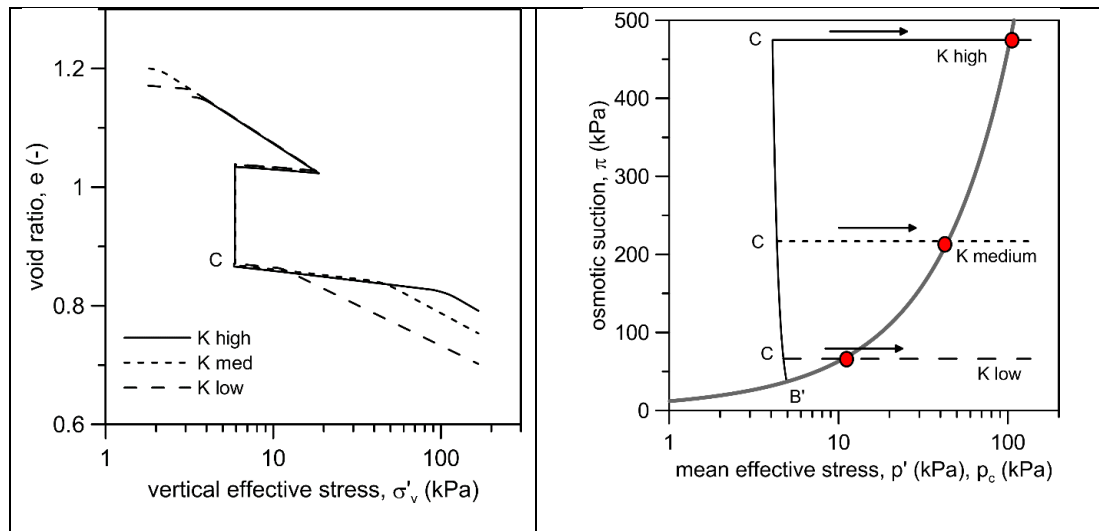 1.2
1
0.8
0.6
void ratio, e (-)
C
K high
K med
K low
1
10
100
vertical effective stress, σ'v (kPa)
500
400
300
200
100
0
osmotic suction, π (kPa)
C
K high
C
K medium
C
K low
B'
1
10
100
mean effective stress, p' (kPa), pc (kPa)